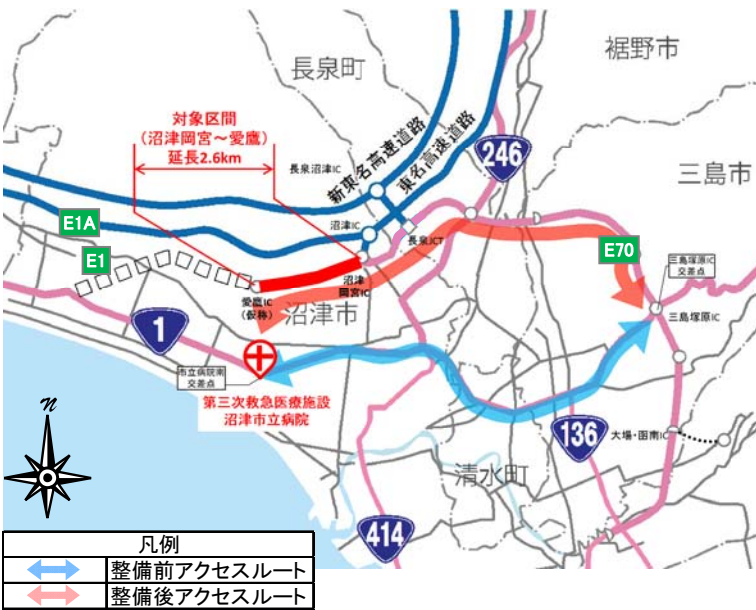 裾野市
長泉町
対象区間
(沼津岡宮～愛鷹)
延長2.6km
新東名高速道路
東名高速道路
246
長泉沼津IC
三島市
E1A
沼津IC
長泉JCT
E1
E70
三島塚原IC
交差点
沼津
岡宮IC
愛鷹IC
(仮称)
沼津市
三島塚原IC
1
市立病院南
交差点
第三次救急医療施設
沼津市立病院
136
大場・函南IC
清水町
414
N
凡例
整備前アクセスルート
整備後アクセスルート